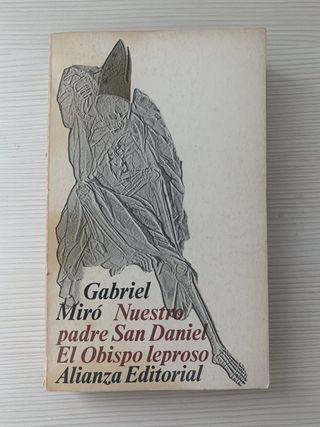 Gabriel
Miró Nuestro
padre San Daniel
El Obispo leproso
Alianza Editorial